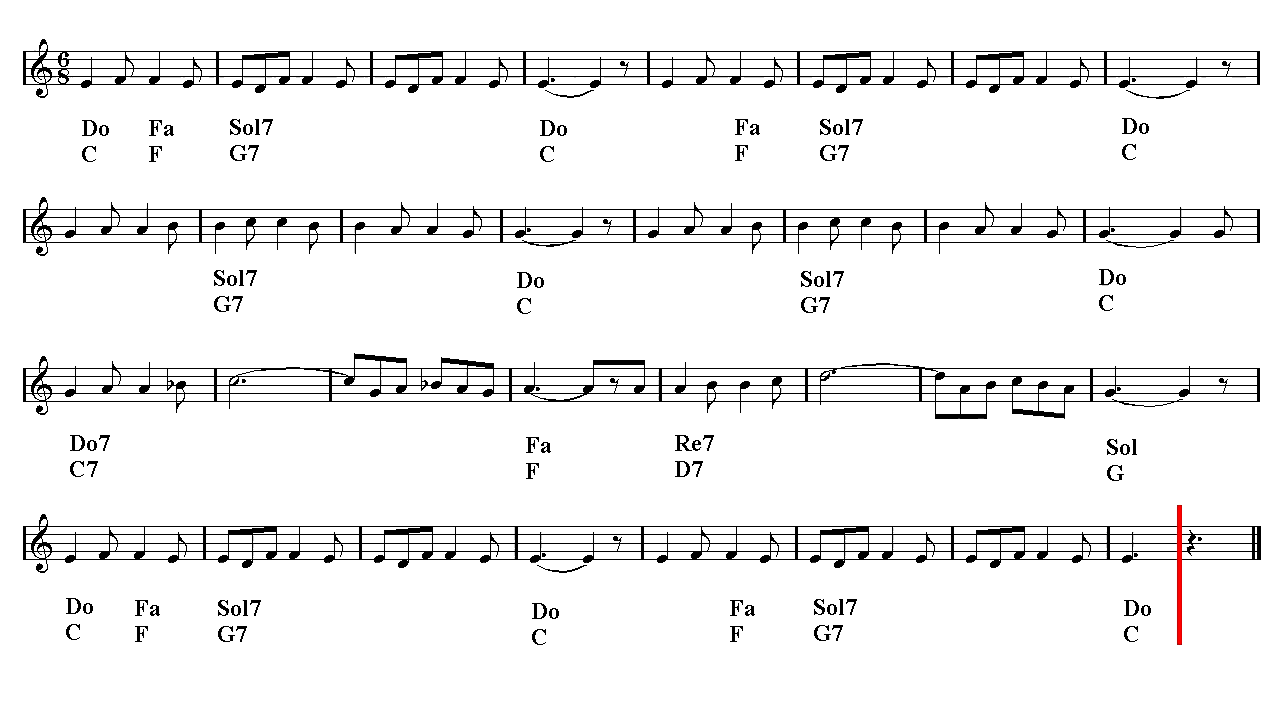 6
8
Do Fa Sol7 Do Fa Sol7 Do
C F G7 C F G7 C
Sol7 Do Sol7 Do
G7 C G7 C
Do7 Fa Re7 Sol
C7 F D7 G
Do Fa Sol7 Do Fa Sol7 Do
C F G7 C F G7 C